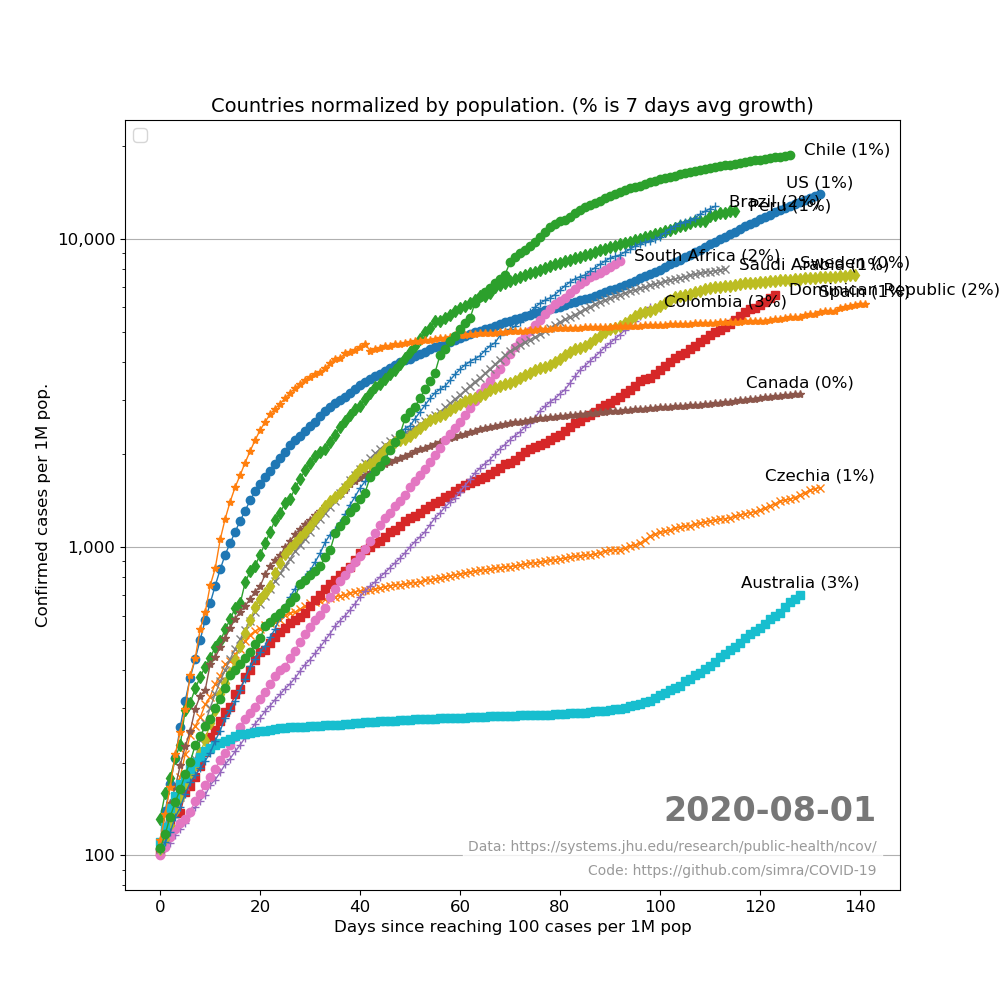 Countries normalized by population. (% is 7 days avg growth)
Chile (1%)
US (1%)
Brazil (2%)
Peru (1%)
10,000
South Africa (2%)
Saudi Arabia (1%)
Sweden (0%)
Dominican Republic (2%)
Spain (1%)
Colombia (3%)
Canada (0%)
Czechia (1%)
1,000
Australia (3%)
Confirmed cases per 1M pop.
2020-08-01
Data: https://systems.jhu.edu/research/public-health/ncov/
100
Code: https://github.com/simra/COVID-19
0 20 40 60 80 100 120 140
Days since reaching 100 cases per 1M pop